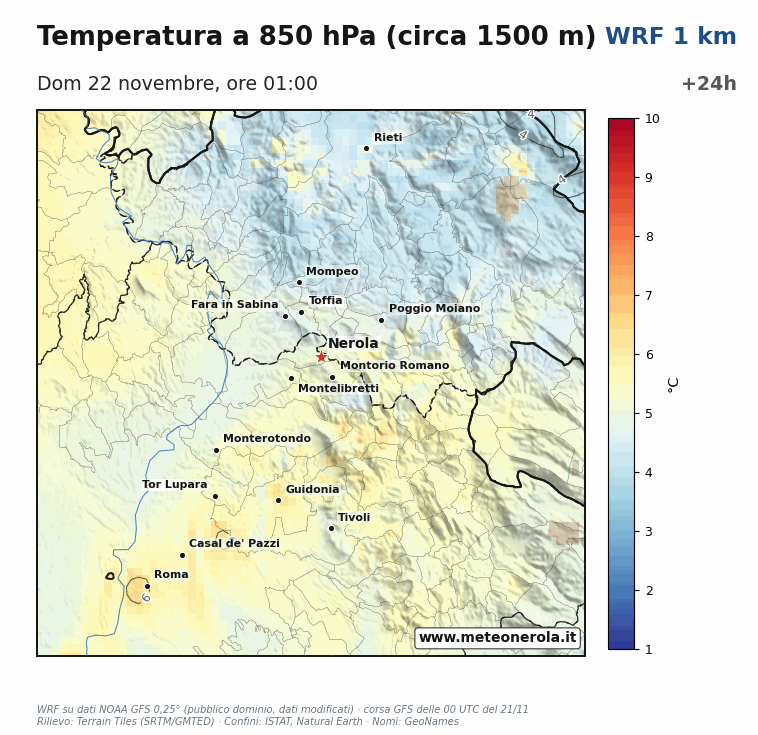 Temperatura a 850 hPa (circa 1500 m) WRF 1 km
Dom 22 novembre, ore 01:00 +24h
4
4
4
Rieti
Mompeo
Toffia
Fara in Sabina
Poggio Moiano
Nerola
Montorio Romano
Montelibretti
Monterotondo
Tor Lupara
Guidonia
Tivoli
Casal de' Pazzi
Roma
6
www.meteonerola.it
10
9
8
7
6
5
4
3
2
1
°C
WRF su dati NOAA GFS 0,25° (pubblico dominio, dati modificati) · corsa GFS delle 00 UTC del 21/11
Rilievo: Terrain Tiles (SRTM/GMTED) · Confini: ISTAT, Natural Earth · Nomi: GeoNames